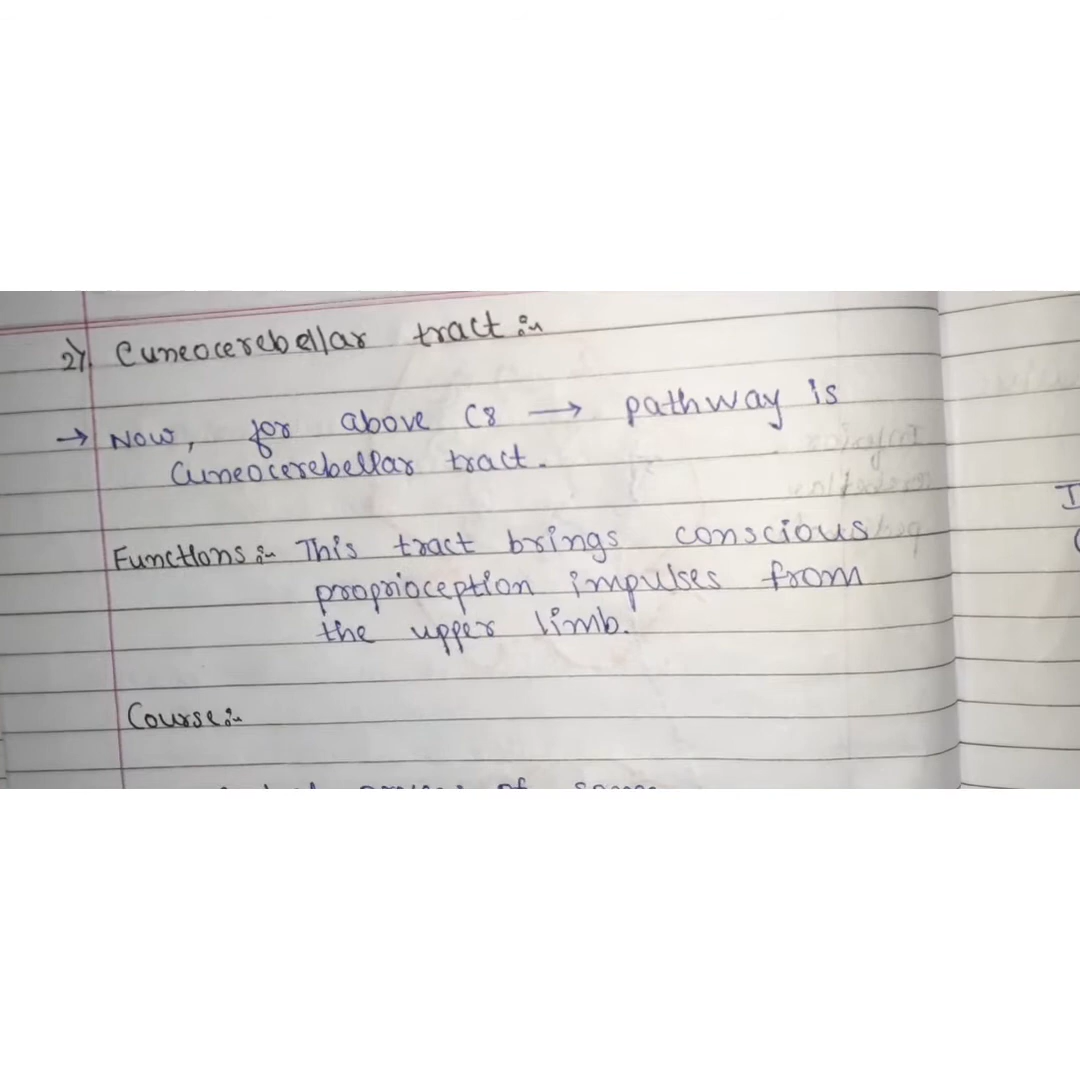 2) Cuneocerebellar tract :-
→ Now, for above C8 → pathway is
Cuneocerebellar tract.
Functions :- This tract brings conscious
proprioception impulses from
the upper limb.
Course :-
of